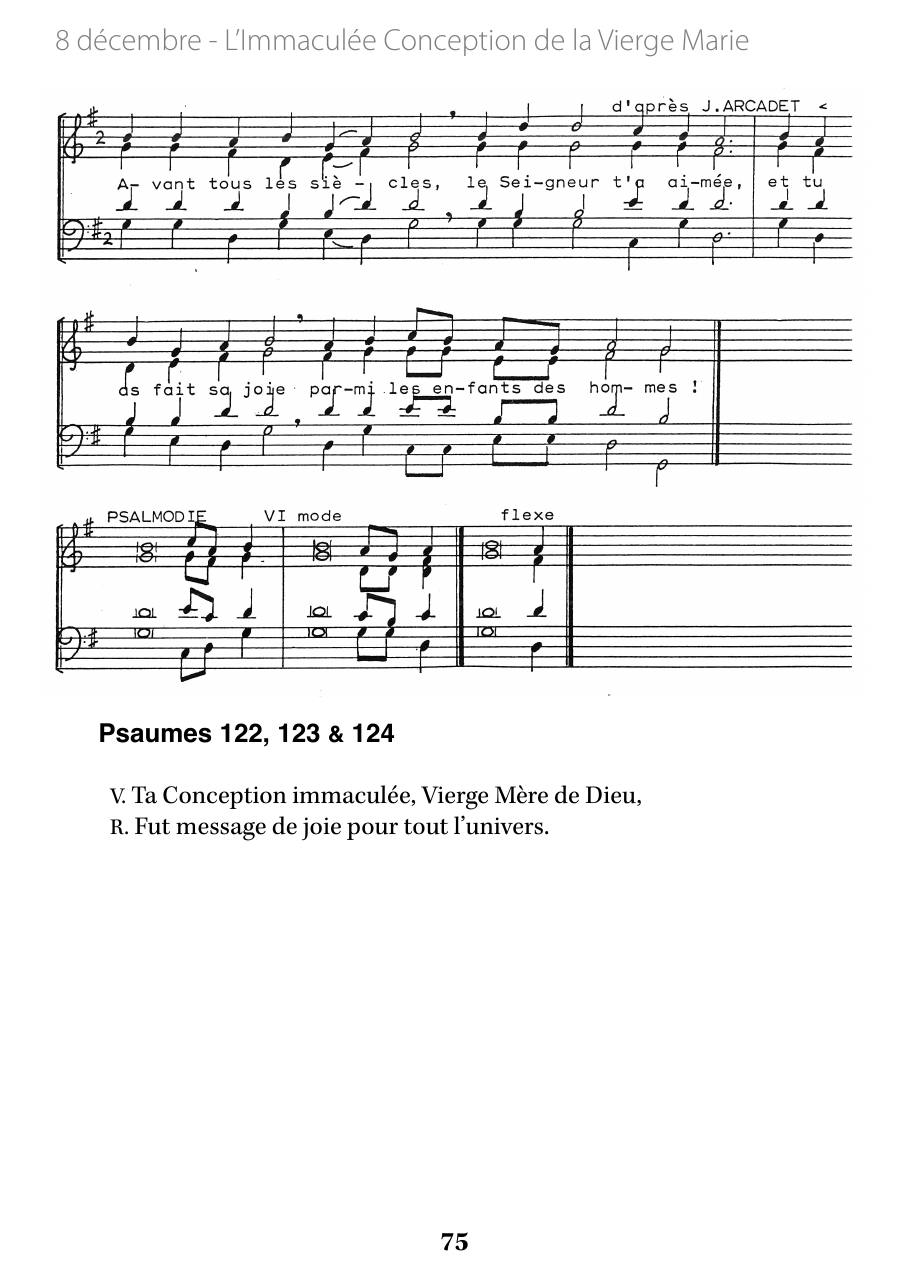 8 décembre - L’Immaculée Conception de la Vierge Marie
d'après J.ARCADET <
A- vant tous les siè - cles, le Sei-gneur t'a ai-mée, et tu
as fait sa joie par-mi les en-fants des hom- mes !
PSALMODIE VI mode flexe
Psaumes 122, 123 & 124
V. Ta Conception immaculée, Vierge Mère de Dieu,
R. Fut message de joie pour tout l’univers.
75